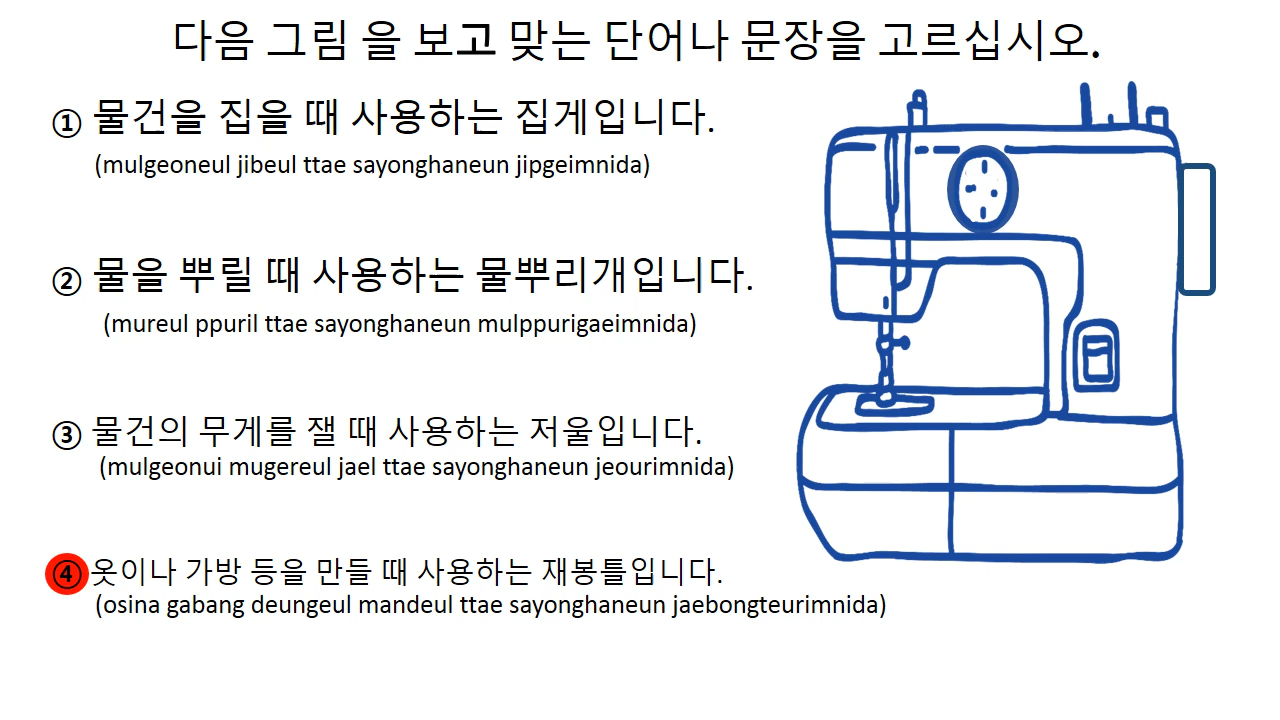 다음 그림 을 보고 맞는 단어나 문장을 고르십시오.
① 물건을 집을 때 사용하는 집게입니다.
(mulgeoneul jibeul ttae sayonghaneun jipgeimnida)
② 물을 뿌릴 때 사용하는 물뿌리개입니다.
(mureul ppuril ttae sayonghaneun mulppurigaeimnida)
③ 물건의 무게를 잴 때 사용하는 저울입니다.
(mulgeonui mugereul jael ttae sayonghaneun jeourimnida)
④ 옷이나 가방 등을 만들 때 사용하는 재봉틀입니다.
(osina gabang deungeul mandeul ttae sayonghaneun jaebongteurimnida)